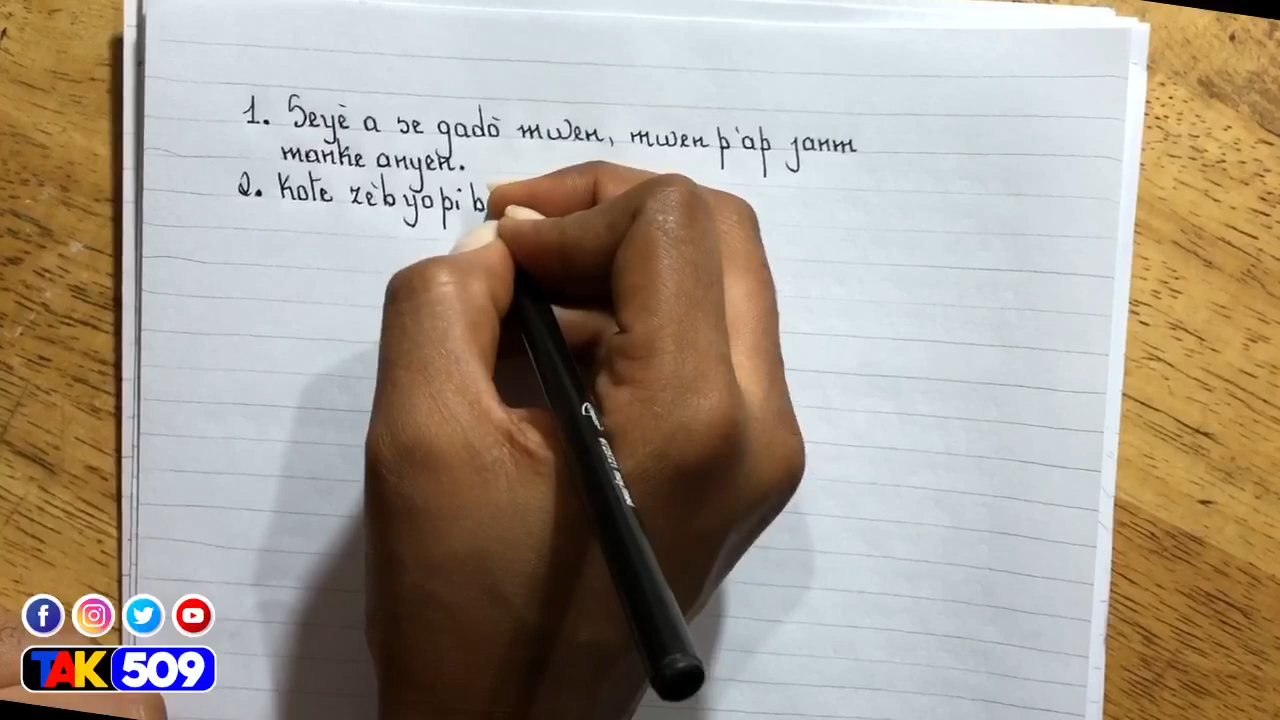 1. Seyè a se gadò mwen, mwen p'ap janm
manke anyen.
2. Kote zèb yo pi b
TAK 509